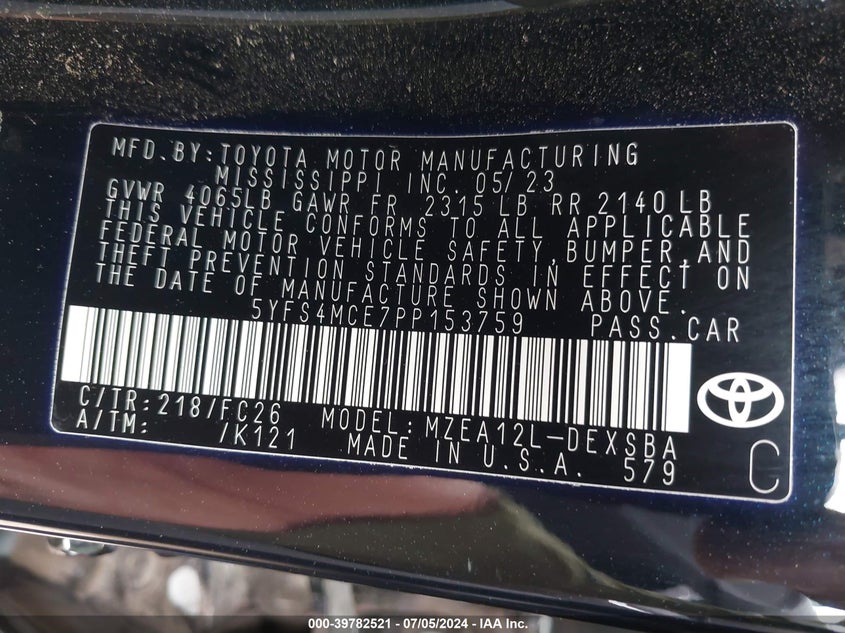 MFD.BY:TOYOTA MOTOR MANUFACTURING
MISSISSIPPI INC. 05/23
GVWR 4065LB GAWR FR 2315 LB RR 2140 LB
THIS VEHICLE CONFORMS TO ALL APPLICABLE
FEDERAL MOTOR VEHICLE SAFETY,BUMPER,AND
THEFT PREVENTION STANDARDS IN EFFECT ON
THE DATE OF MANUFACTURE SHOWN ABOVE.
5YFS4MCE7PP153759 PASS.CAR
C/TR:218/FC26 MODEL:MZEA12L-DEXSBA
A/TM: /K121 MADE IN U.S.A. 579
C
000-39782521 - 07/05/2024 - IAA Inc.